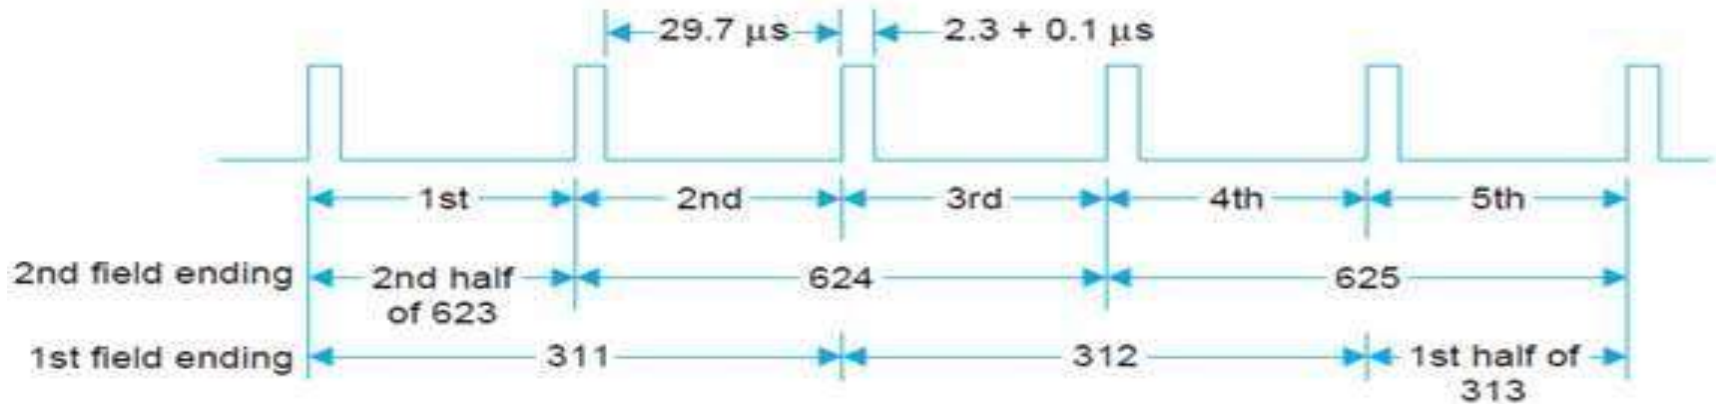 29.7 μs 2.3 + 0.1 μs
1st 2nd 3rd 4th 5th
2nd field ending 2nd half 624 625
of 623
1st field ending 311 312 1st half of
313